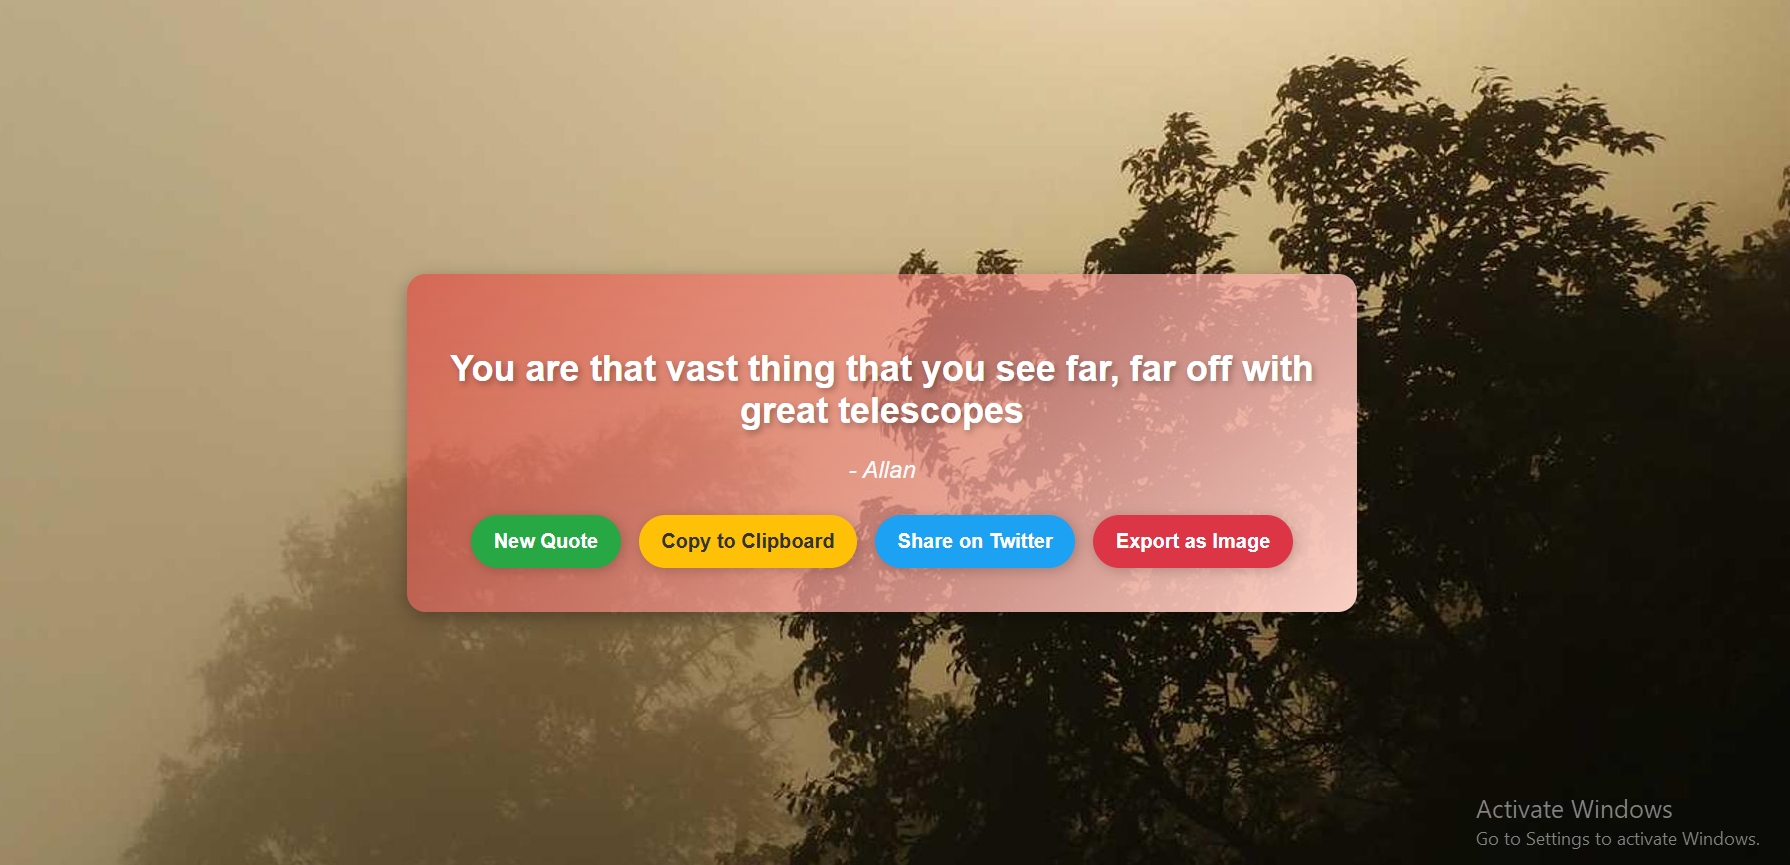 You are that vast thing that you see far, far off with
great telescopes
- Allan
New Quote
Copy to Clipboard
Share on Twitter
Export as Image
Activate Windows
Go to Settings to activate Windows.